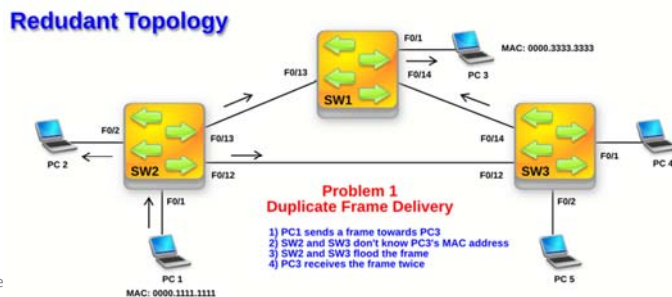 Redudant Topology
F0/1
MAC: 0000.3333.3333
PC 3
F0/13
F0/14
SW1
F0/2
F0/13
F0/14
F0/1
PC 2
SW2
F0/12
F0/12
SW3
PC 4
F0/1
F0/2
Problem 1
Duplicate Frame Delivery
1) PC1 sends a frame towards PC3
2) SW2 and SW3 don't know PC3's MAC address
3) SW2 and SW3 flood the frame
4) PC3 receives the frame twice
PC 1
PC 5
e
MAC: 0000.1111.1111